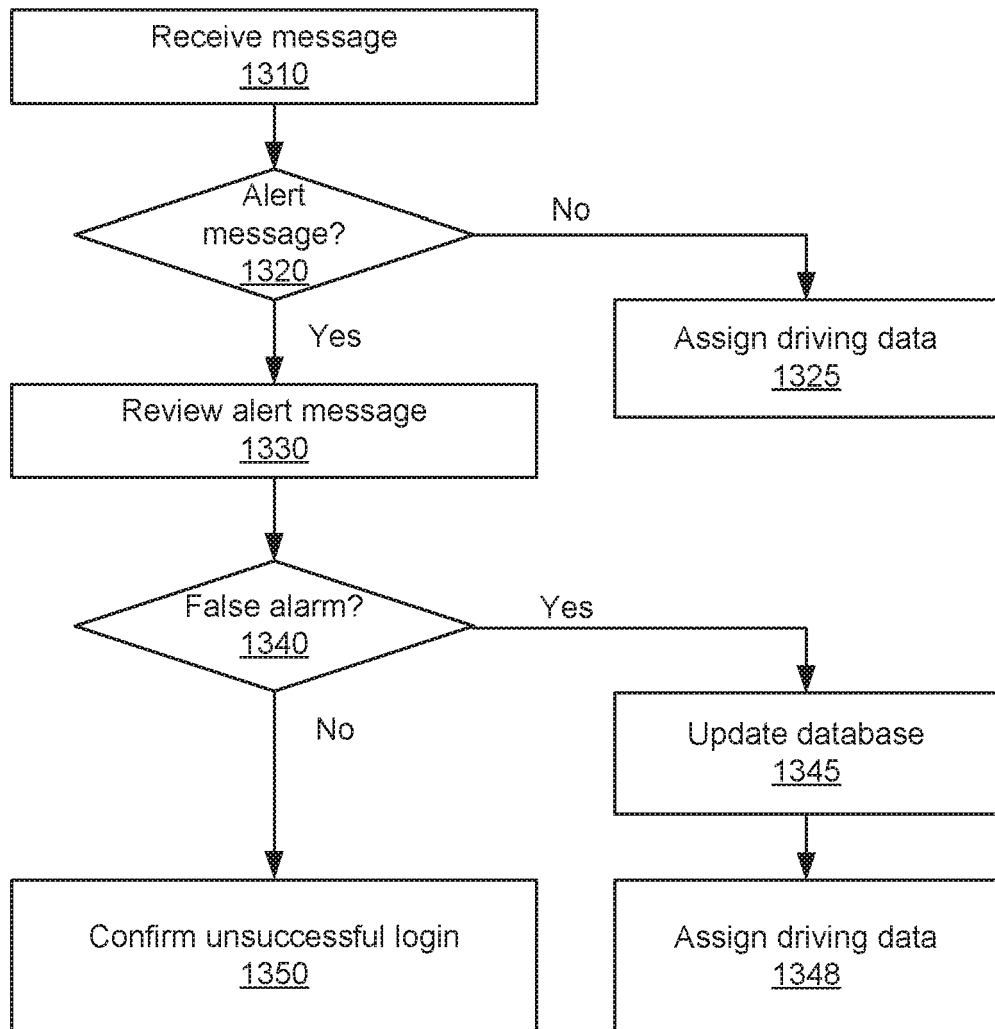 Receive message
1310
Alert
message?
1320
No
Yes
Assign driving data
1325
Review alert message
1330
False alarm?
1340
Yes
No
Update database
1345
Confirm unsuccessful login
1350
Assign driving data
1348